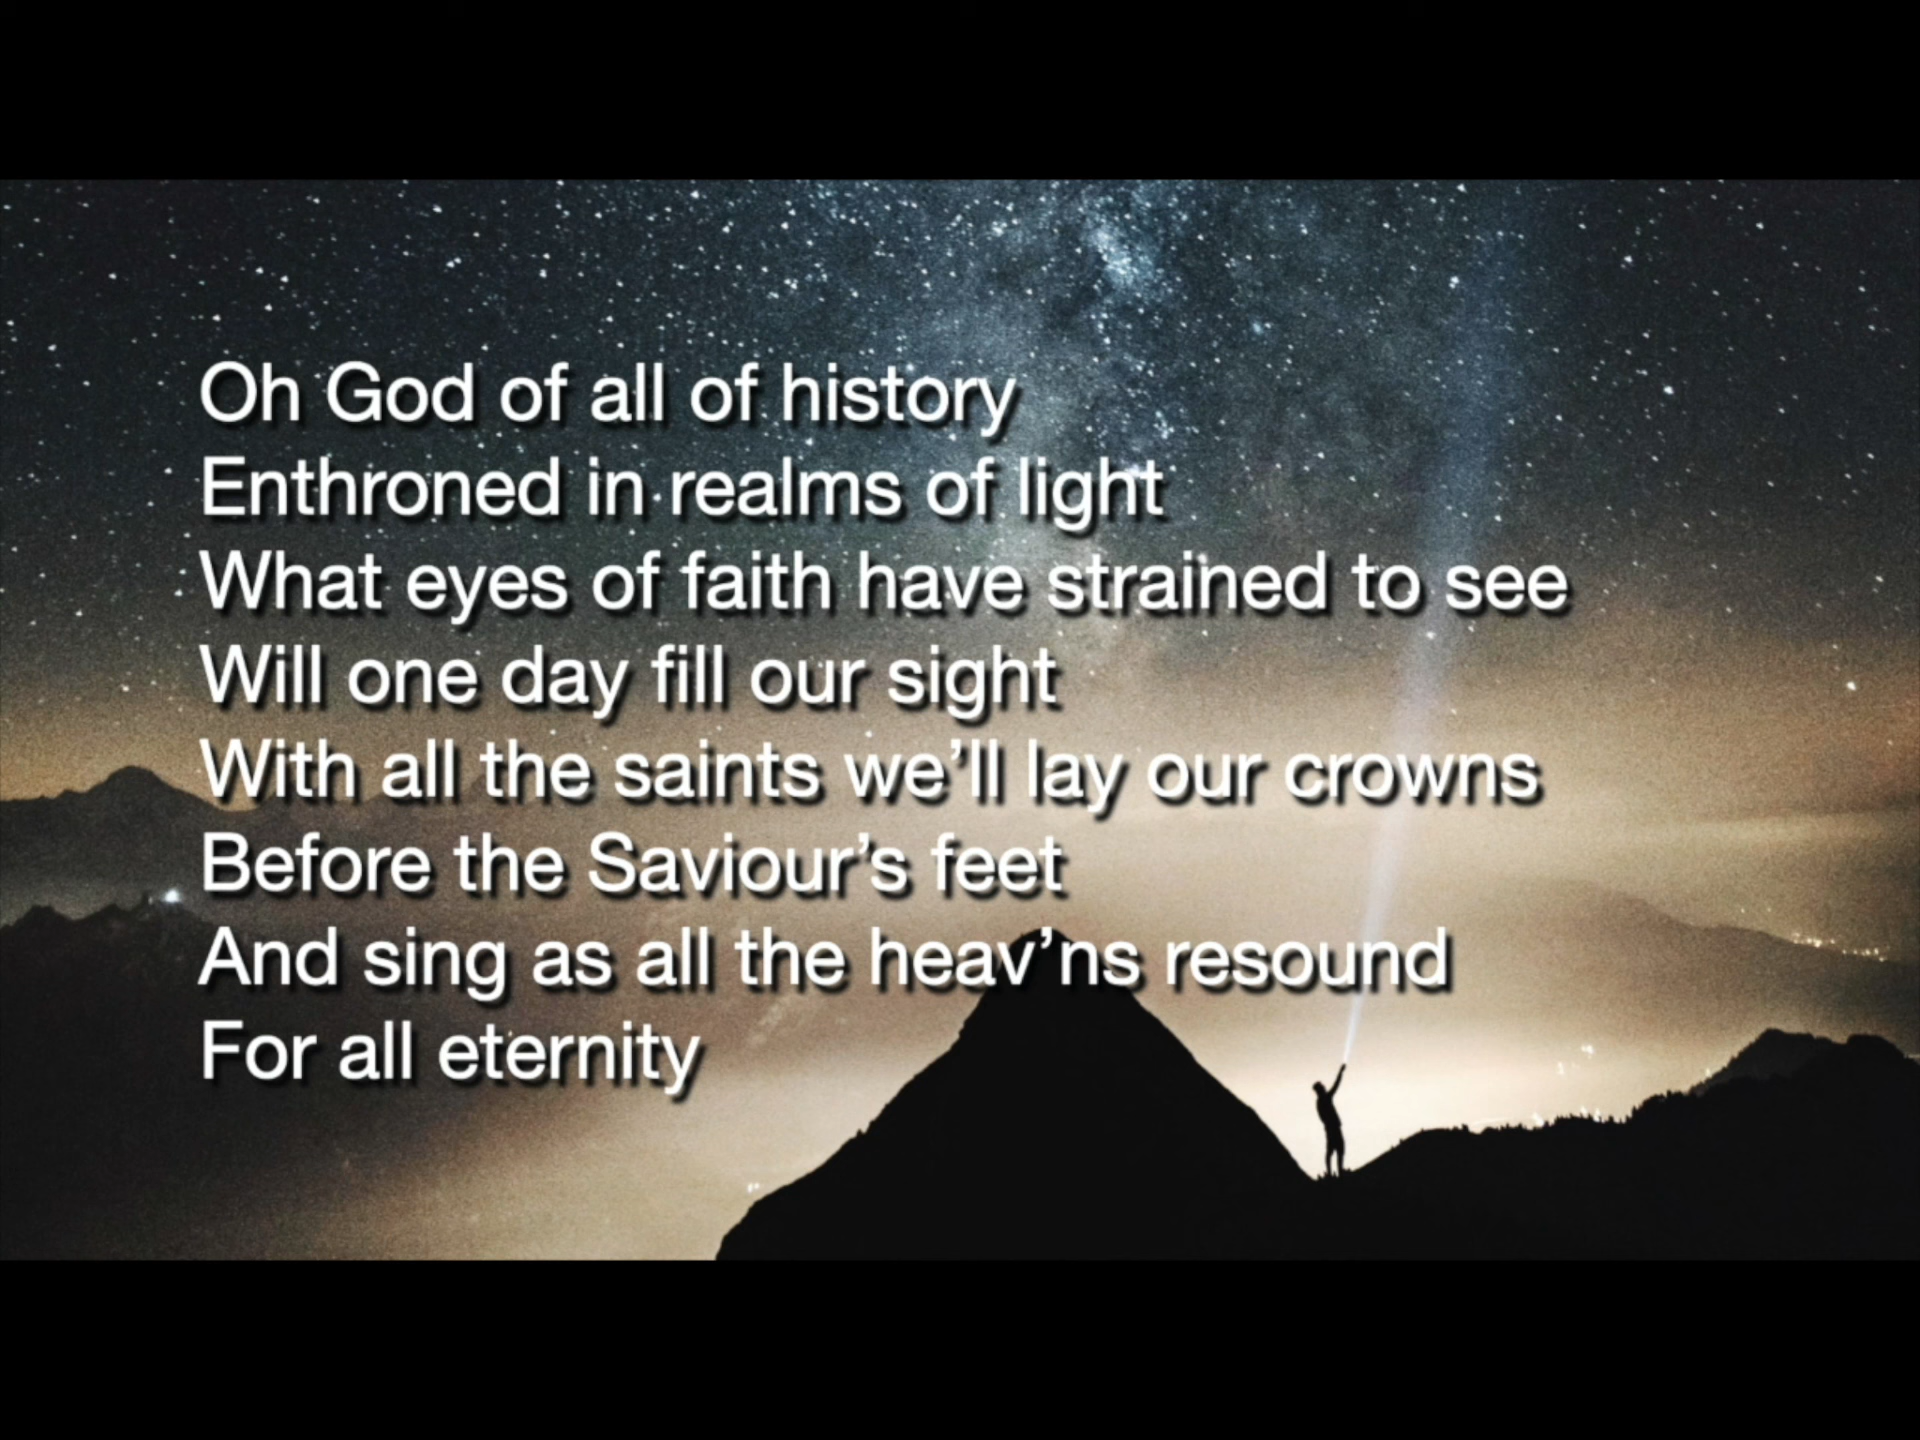 Oh God of all of history
Enthroned in realms of light
What eyes of faith have strained to see
Will one day fill our sight
With all the saints we’ll lay our crowns
Before the Saviour’s feet
And sing as all the heav’ns resound
For all eternity